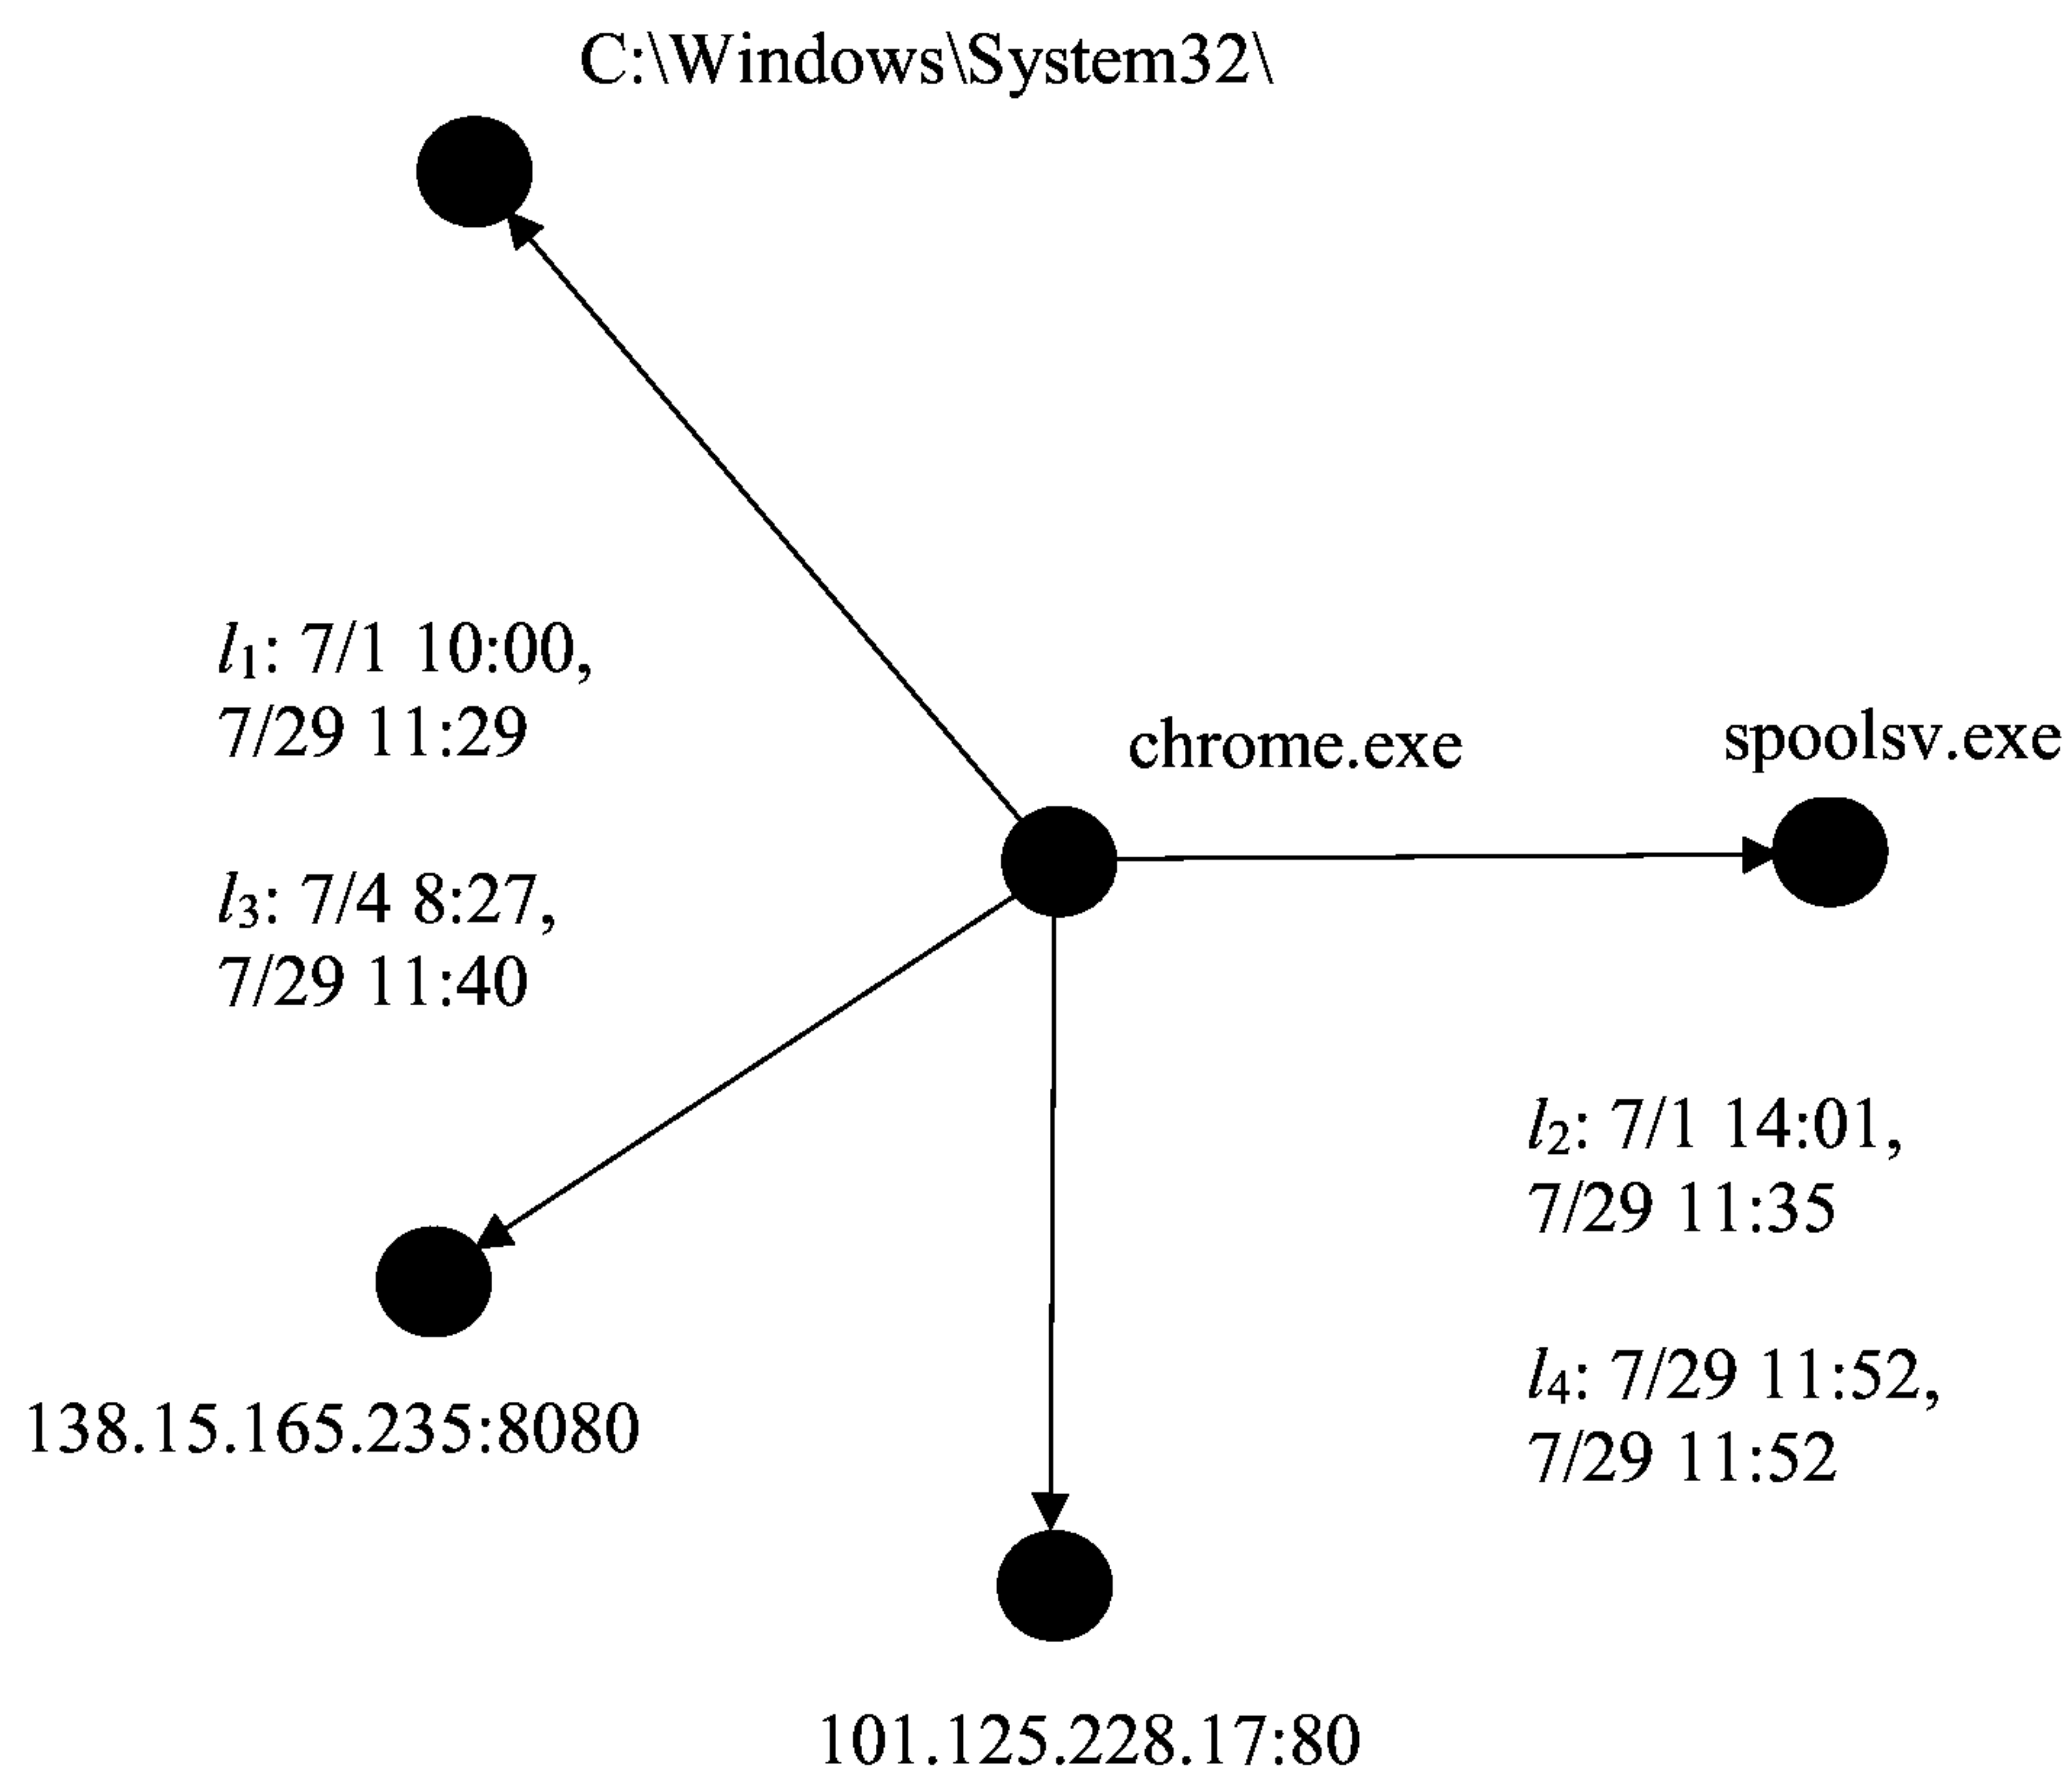 C:\Windows\System32\
l1: 7/1 10:00,
7/29 11:29
chrome.exe
spoolsv.exe
l3: 7/4 8:27,
7/29 11:40
l2: 7/1 14:01,
7/29 11:35
l4: 7/29 11:52,
7/29 11:52
138.15.165.235:8080
101.125.228.17:80